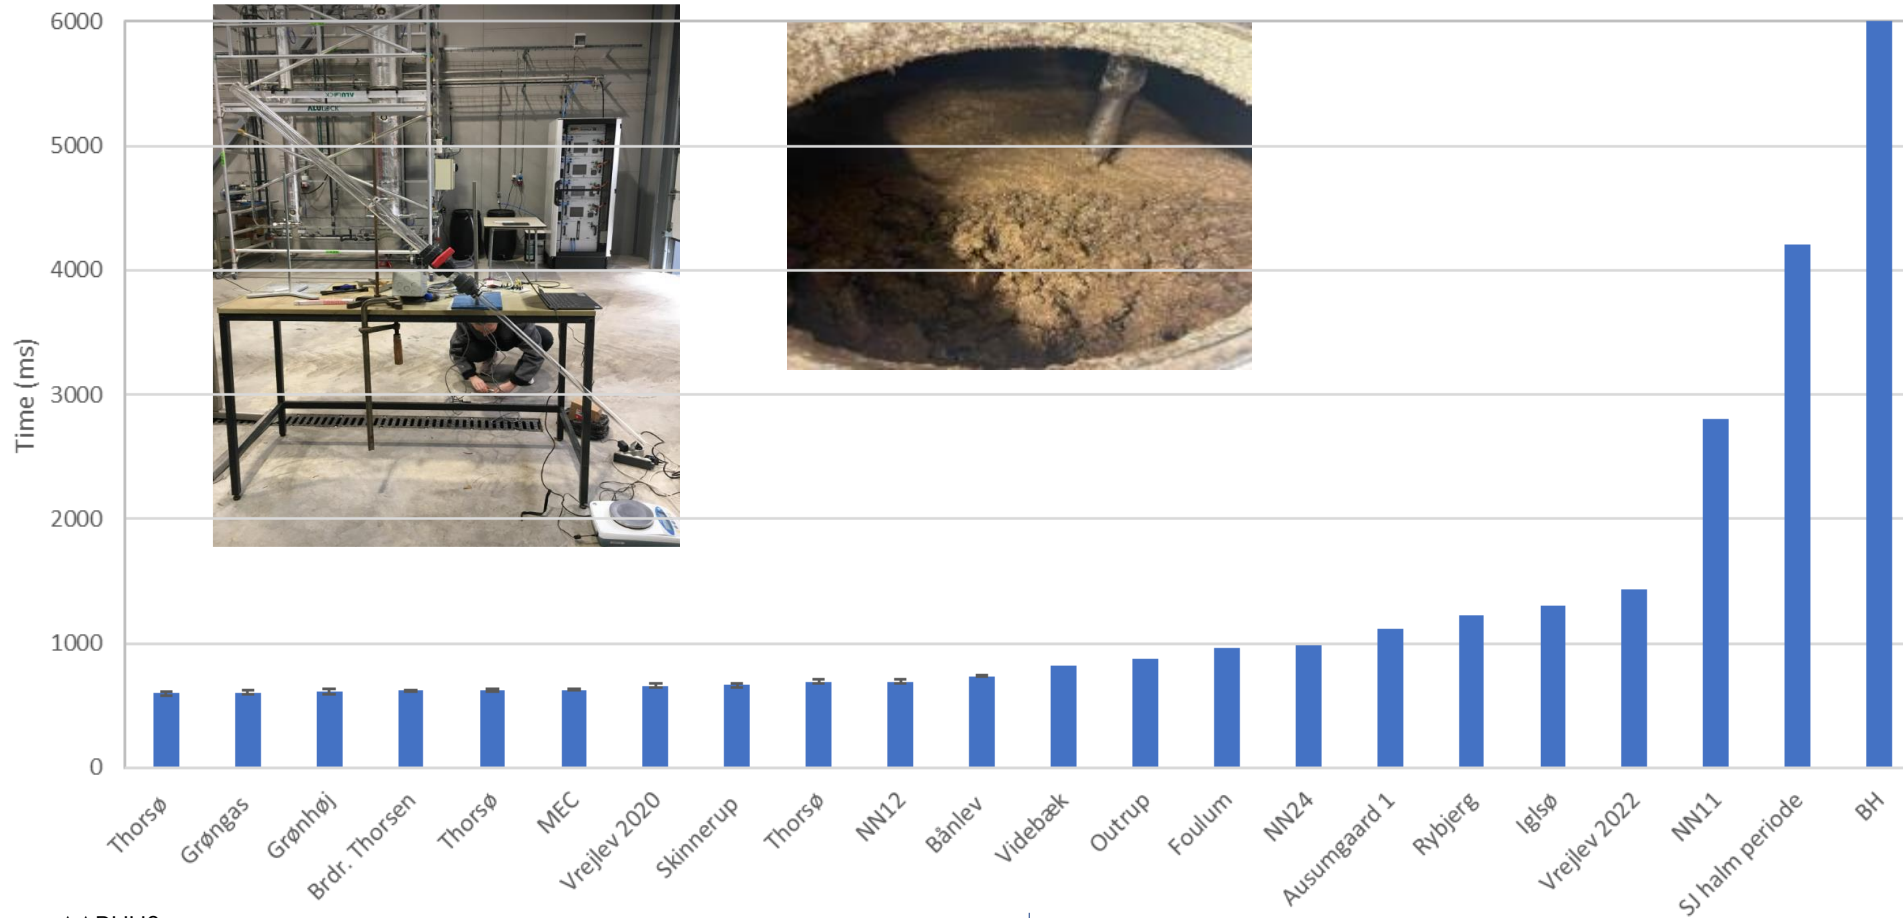 6000
5000
4000
3000
2000
1000
0
Time (ms)
Thorsø
Grøngas
Grønhøj
Brdr. Thorsen
Thorsø
MEC
Vrejlev 2020
Skinnerup
Thorsø
NN12
Bånlev
Videbæk
Outrup
Foulum
NN24
Ausumgaard 1
Rybjerg
Iglsø
Vrejlev 2022
NN11
SJ halm periode
BH